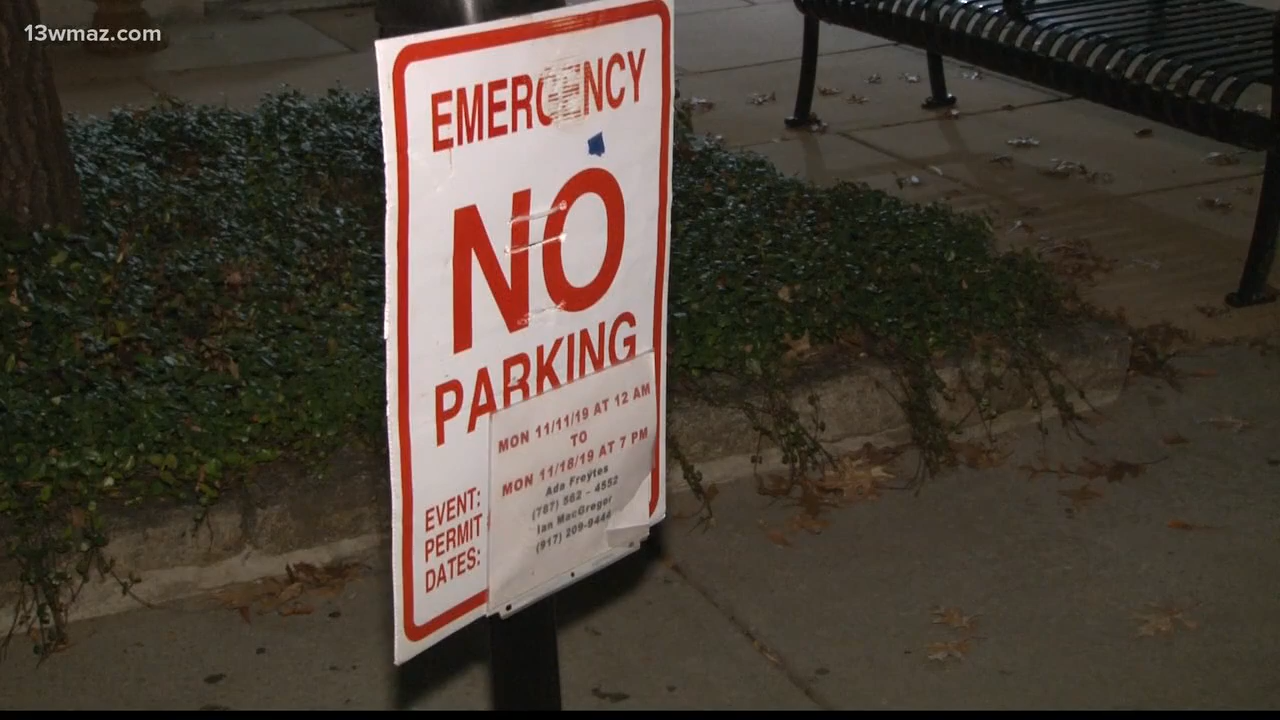 13wmaz.com
EMERGENCY
NO
PARKING
MON 11/11/19 AT 12 AM
TO
MON 11/18/19 AT 7 PM
Ada Freytes
(787) 562 - 4552
Ian MacGregor
(917) 209-9444
EVENT:
PERMIT
DATES: